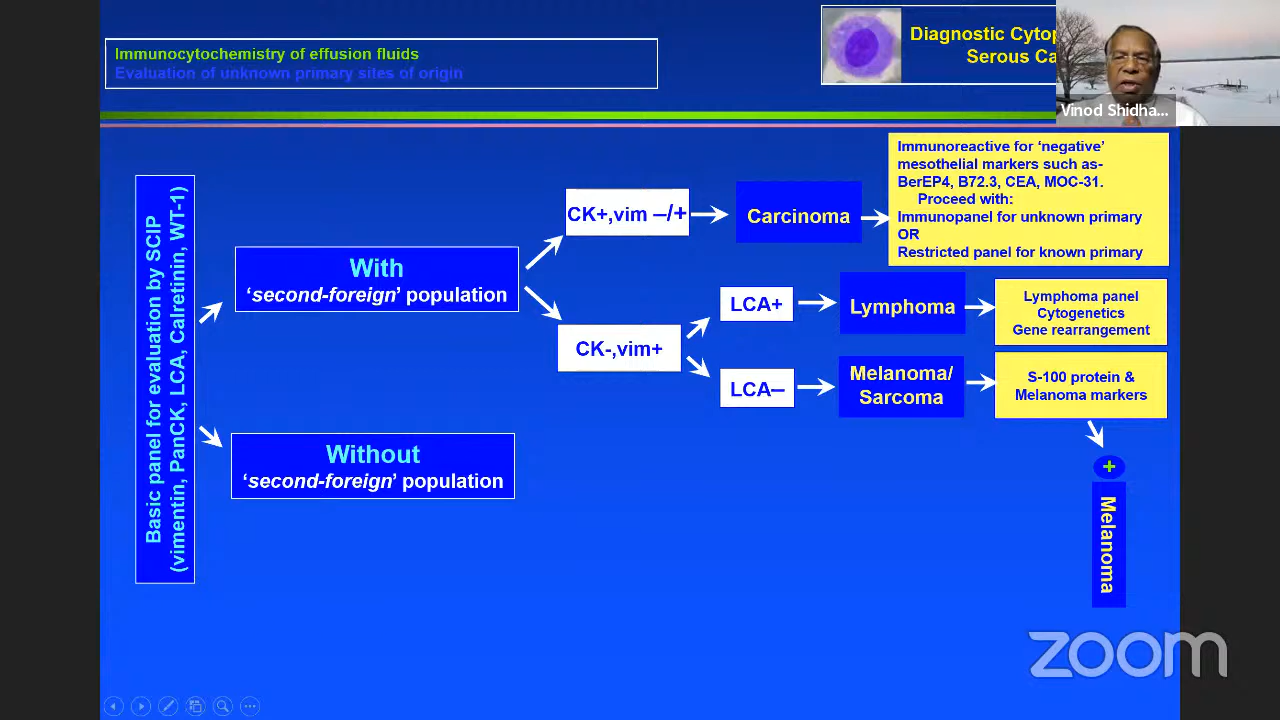 Immunocytochemistry of effusion fluids
Evaluation of unknown primary sites of origin
Diagnostic Cytop
Serous Ca
Vinod Shidha...
Basic panel for evaluation by SCIP
(vimentin, PanCK, LCA, Calretinin, WT-1)
With
‘second-foreign’ population
Without
‘second-foreign’ population
CK+,vim –/+
Carcinoma
Immunoreactive for ‘negative’
mesothelial markers such as-
BerEP4, B72.3, CEA, MOC-31.
Proceed with:
Immunopanel for unknown primary
OR
Restricted panel for known primary
CK-,vim+
LCA+
Lymphoma
Lymphoma panel
Cytogenetics
Gene rearrangement
LCA–
Melanoma/
Sarcoma
S-100 protein &
Melanoma markers
+
Melanoma
zoom